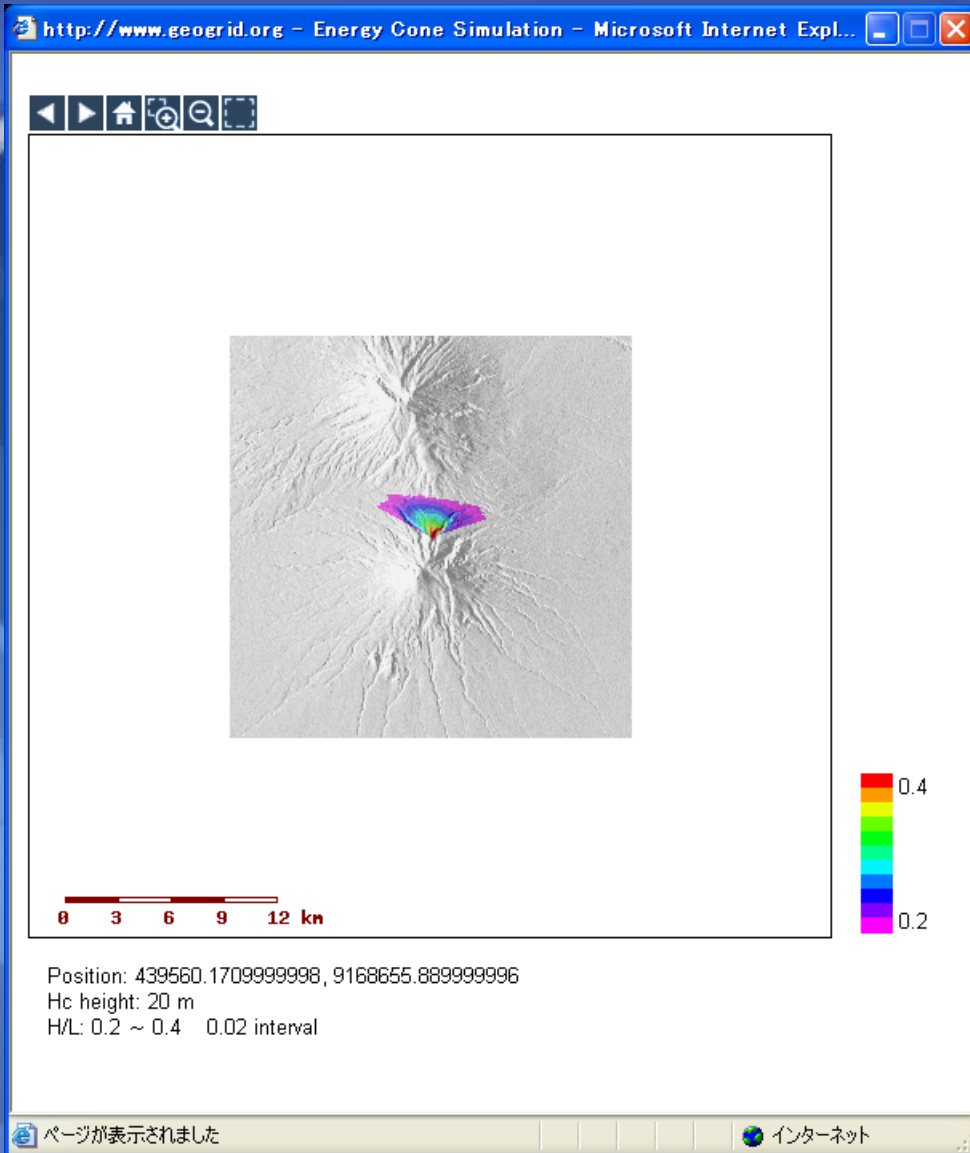 http://www.geogrid.org - Energy Cone Simulation - Microsoft Internet Expl...
0.4
0.2
0 3 6 9 12 km
Position: 439560.1709999998, 9168655.889999996
Hc height: 20 m
H/L: 0.2 ~ 0.4 0.02 interval
ページが表示されました
インターネット